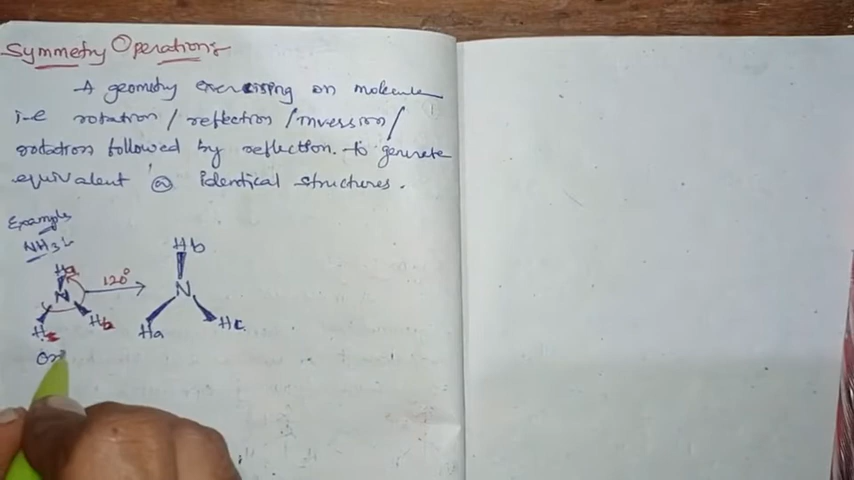 Symmetry Operations
A geometry exercising on molecule
i-e rotation / reflection / inversion /
rotation followed by reflection. to generate
equivalent or identical structures.
Example
NH3
Ha 120° Hb
N N
Hc Hb Ha Hc
Or